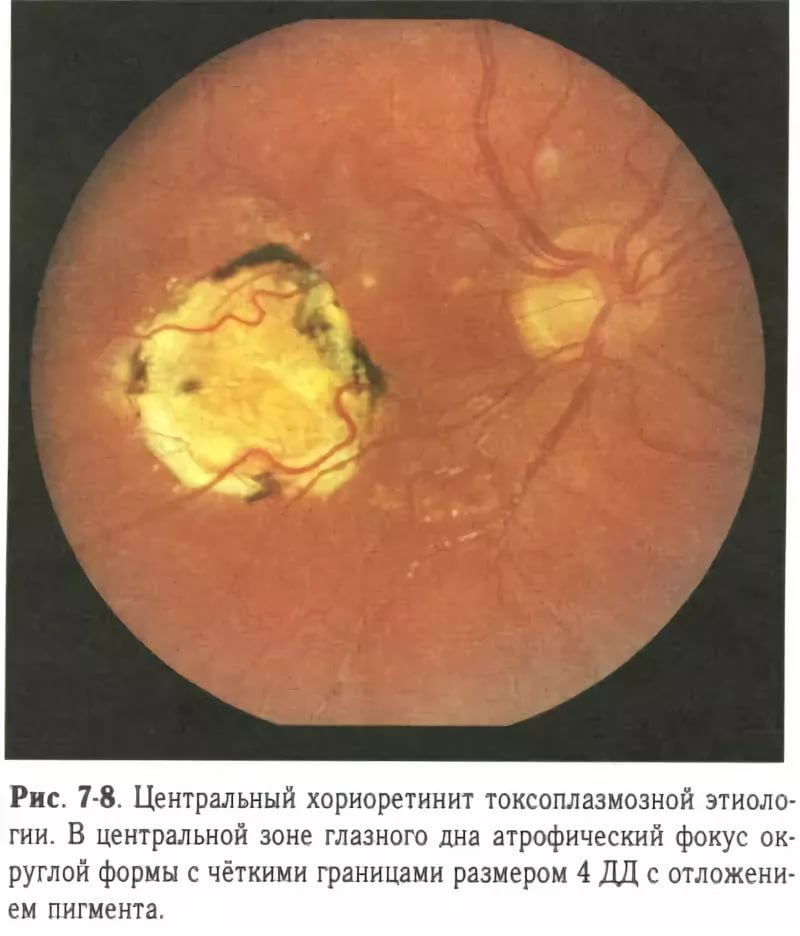 Рис. 7-8. Центральный хориоретинит токсоплазмозной этиоло-
гии. В центральной зоне глазного дна атрофический фокус ок-
руглой формы с чёткими границами размером 4 ДД с отложени-
ем пигмента.